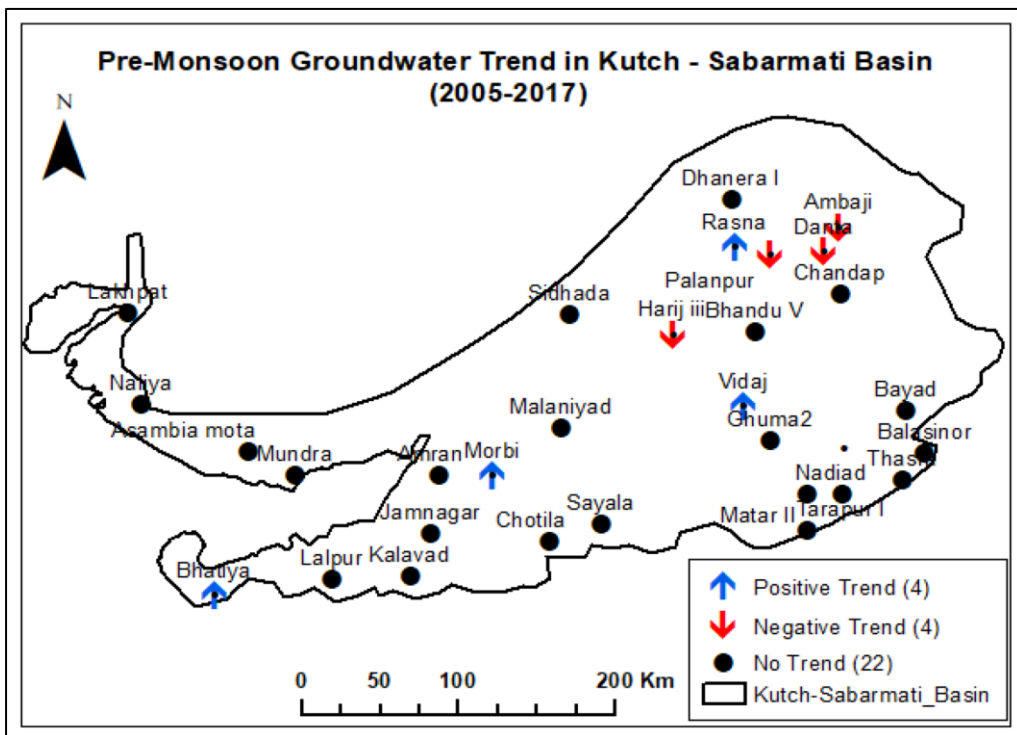 Pre-Monsoon Groundwater Trend in Kutch - Sabarmati Basin
(2005-2017)
N
Dhanera I
Ambaji
Rasna
Danta
Palanpur
Chandap
Lakhpat
Sidhada
Harij iii
Bhandu V
Naliya
Vidaj
Bayad
Malaniyad
Ghuma2
Asambia mota
Balasinor
Mundra
Amran
Morbi
Nadiad
Thasra
Jamnagar
Chotila
Sayala
Matar II
Tarapur I
Bhatiya
Lalpur
Kalavad
Positive Trend (4)
Negative Trend (4)
No Trend (22)
Kutch-Sabarmati_Basin
0 50 100 200 Km